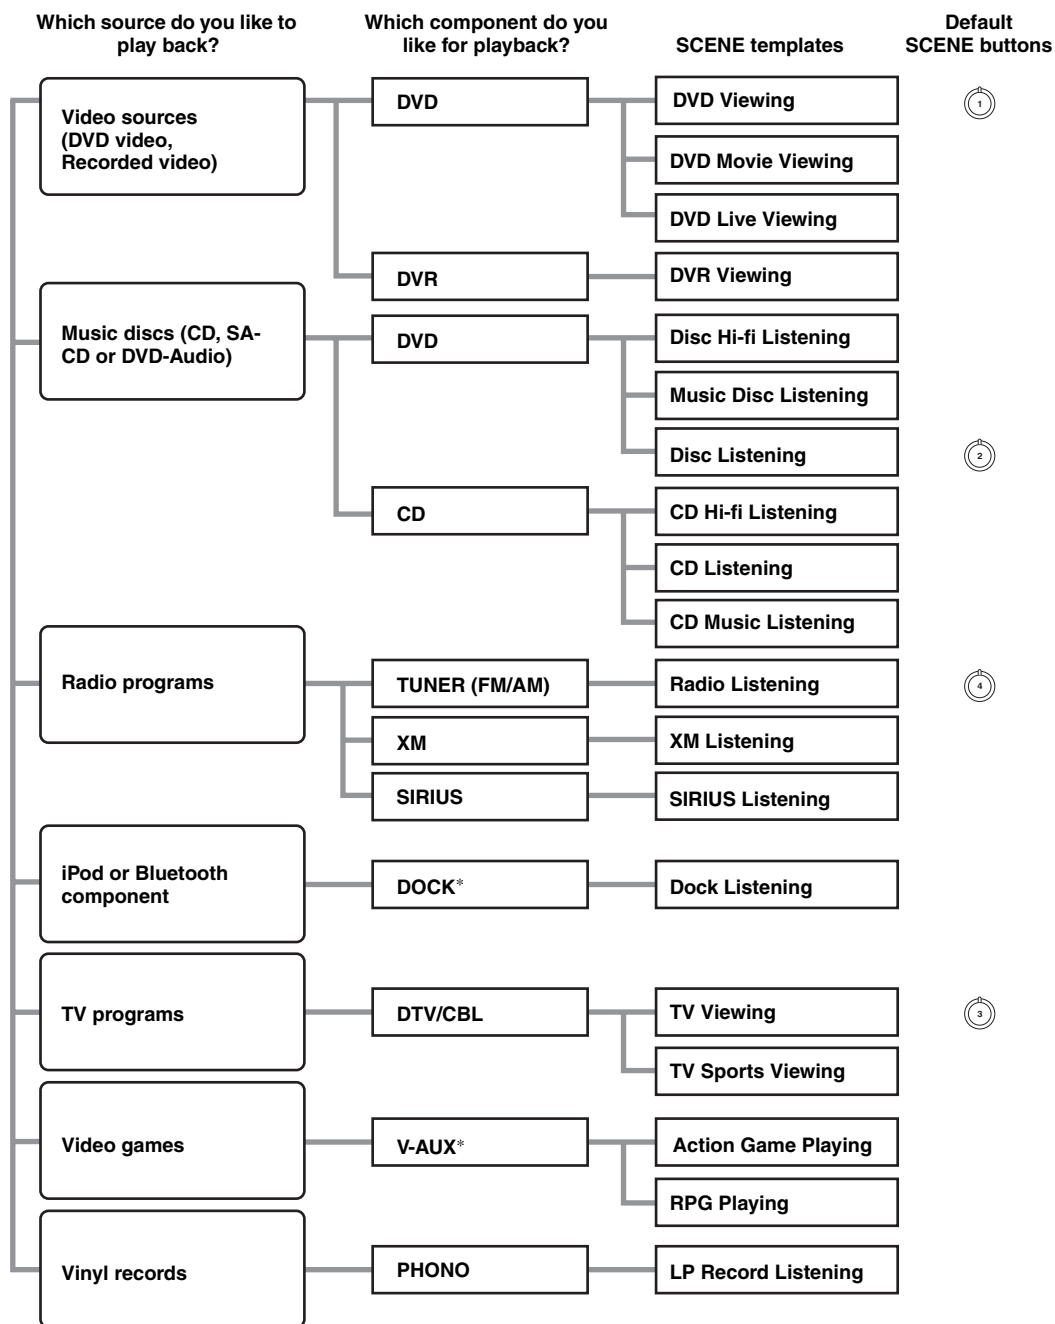 Which source do you like to
play back?
Which component do you
like for playback?
SCENE templates
Default
SCENE buttons
Video sources
(DVD video,
Recorded video)
DVD
DVD Viewing
1
DVD Movie Viewing
DVD Live Viewing
DVR
DVR Viewing
Music discs (CD, SA-
CD or DVD-Audio)
DVD
Disc Hi-fi Listening
Music Disc Listening
Disc Listening
2
CD
CD Hi-fi Listening
CD Listening
CD Music Listening
Radio programs
TUNER (FM/AM)
Radio Listening
4
XM
XM Listening
SIRIUS
SIRIUS Listening
iPod or Bluetooth
component
DOCK*
Dock Listening
TV programs
DTV/CBL
TV Viewing
3
TV Sports Viewing
Video games
V-AUX*
Action Game Playing
RPG Playing
Vinyl records
PHONO
LP Record Listening